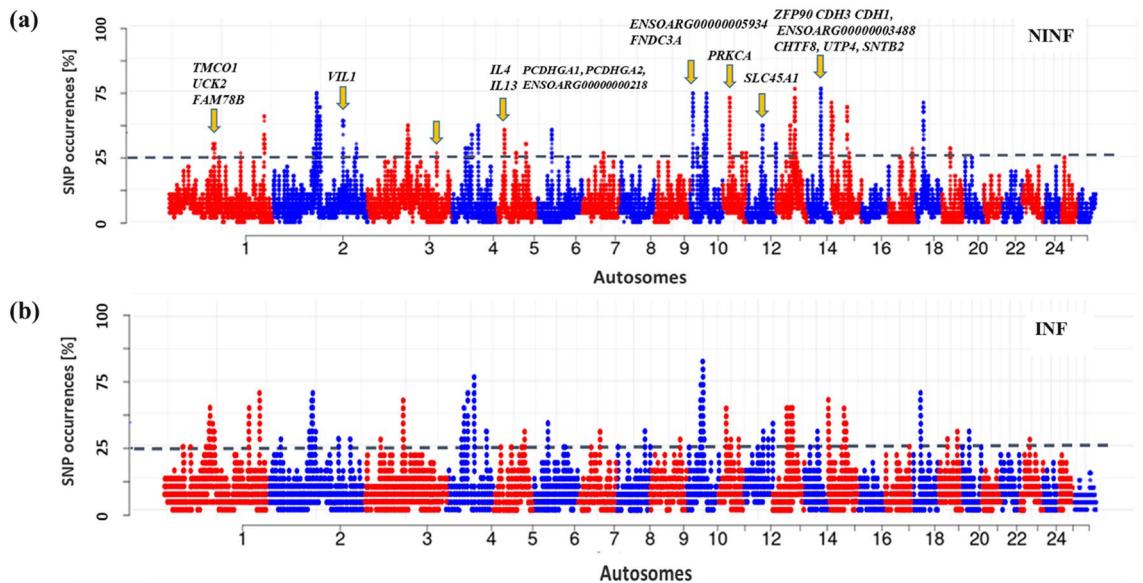 (a)
NINF
SNP occurrences [%]
100
75
25
0
TMCO1
UCK2
FAM78B
VIL1
IL4
IL13
PCDHGA1, PCDHGA2,
ENSOARG00000000218
ENSOARG00000005934
FNDC3A
PRKCA
SLC45A1
ZFP90 CDH3 CDH1,
ENSOARG00000003488
CHTF8, UTP4, SNTB2
1 2 3 4 5 6 7 8 9 10 12 14 16 18 20 22 24
Autosomes
(b)
INF
SNP occurrences [%]
100
75
25
0
1 2 3 4 5 6 7 8 9 10 12 14 16 18 20 22 24
Autosomes